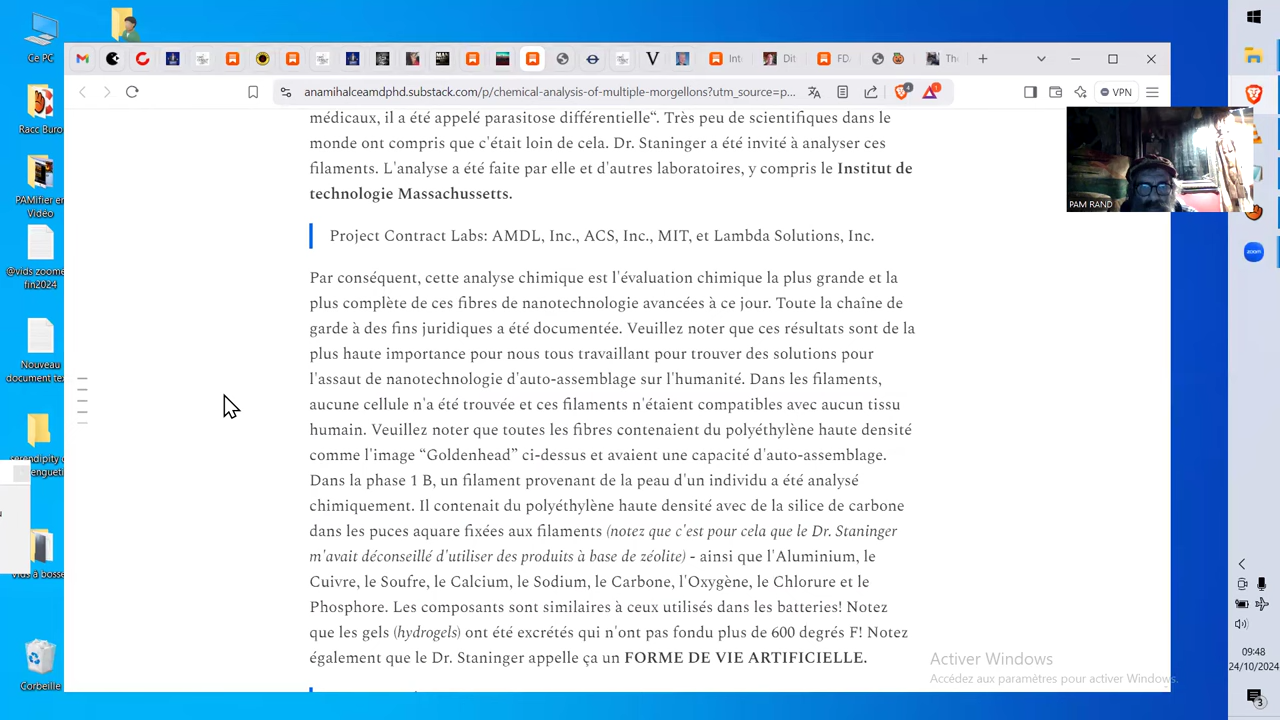 Ce PC
Int
Dit
FD.
Th
anamihalceamdphd.substack.com/p/chemical-analysis-of-multiple-morgellons?utm_source=p...
4
1
VPN
médicaux, il a été appelé parasitose différentielle“. Très peu de scientifiques dans le
monde ont compris que c'était loin de cela. Dr. Staninger a été invité à analyser ces
filaments. L'analyse a été faite par elle et d'autres laboratoires, y compris le Institut de
technologie Massachussetts.
Project Contract Labs: AMDL, Inc., ACS, Inc., MIT, et Lambda Solutions, Inc.
Par conséquent, cette analyse chimique est l'évaluation chimique la plus grande et la
plus complète de ces fibres de nanotechnologie avancées à ce jour. Toute la chaîne de
garde à des fins juridiques a été documentée. Veuillez noter que ces résultats sont de la
plus haute importance pour nous tous travaillant pour trouver des solutions pour
l'assaut de nanotechnologie d'auto-assemblage sur l'humanité. Dans les filaments,
aucune cellule n'a été trouvée et ces filaments n'étaient compatibles avec aucun tissu
humain. Veuillez noter que toutes les fibres contenaient du polyéthylène haute densité
comme l'image “Goldenhead” ci-dessus et avaient une capacité d'auto-assemblage.
Dans la phase 1 B, un filament provenant de la peau d'un individu a été analysé
chimiquement. Il contenait du polyéthylène haute densité avec de la silice de carbone
dans les puces aquare fixées aux filaments (notez que c'est pour cela que le Dr. Staninger
m'avait déconseillé d'utiliser des produits à base de zéolite) - ainsi que l'Aluminium, le
Cuivre, le Soufre, le Calcium, le Sodium, le Carbone, l'Oxygène, le Chlorure et le
Phosphore. Les composants sont similaires à ceux utilisés dans les batteries! Notez
que les gels (hydrogels) ont été excrétés qui n'ont pas fondu plus de 600 degrés F! Notez
également que le Dr. Staninger appelle ça un FORME DE VIE ARTIFICIELLE.
Racc Buro
PAMifier en
Vidéo
@vids zoome
fin2024
Nouveau
document te
serendipity c
enguet
vids à bosse
Corbeille
PAM RAND
zoom
Activer Windows
Accédez aux paramètres pour activer Windows.
09:48
24/10/2024
3